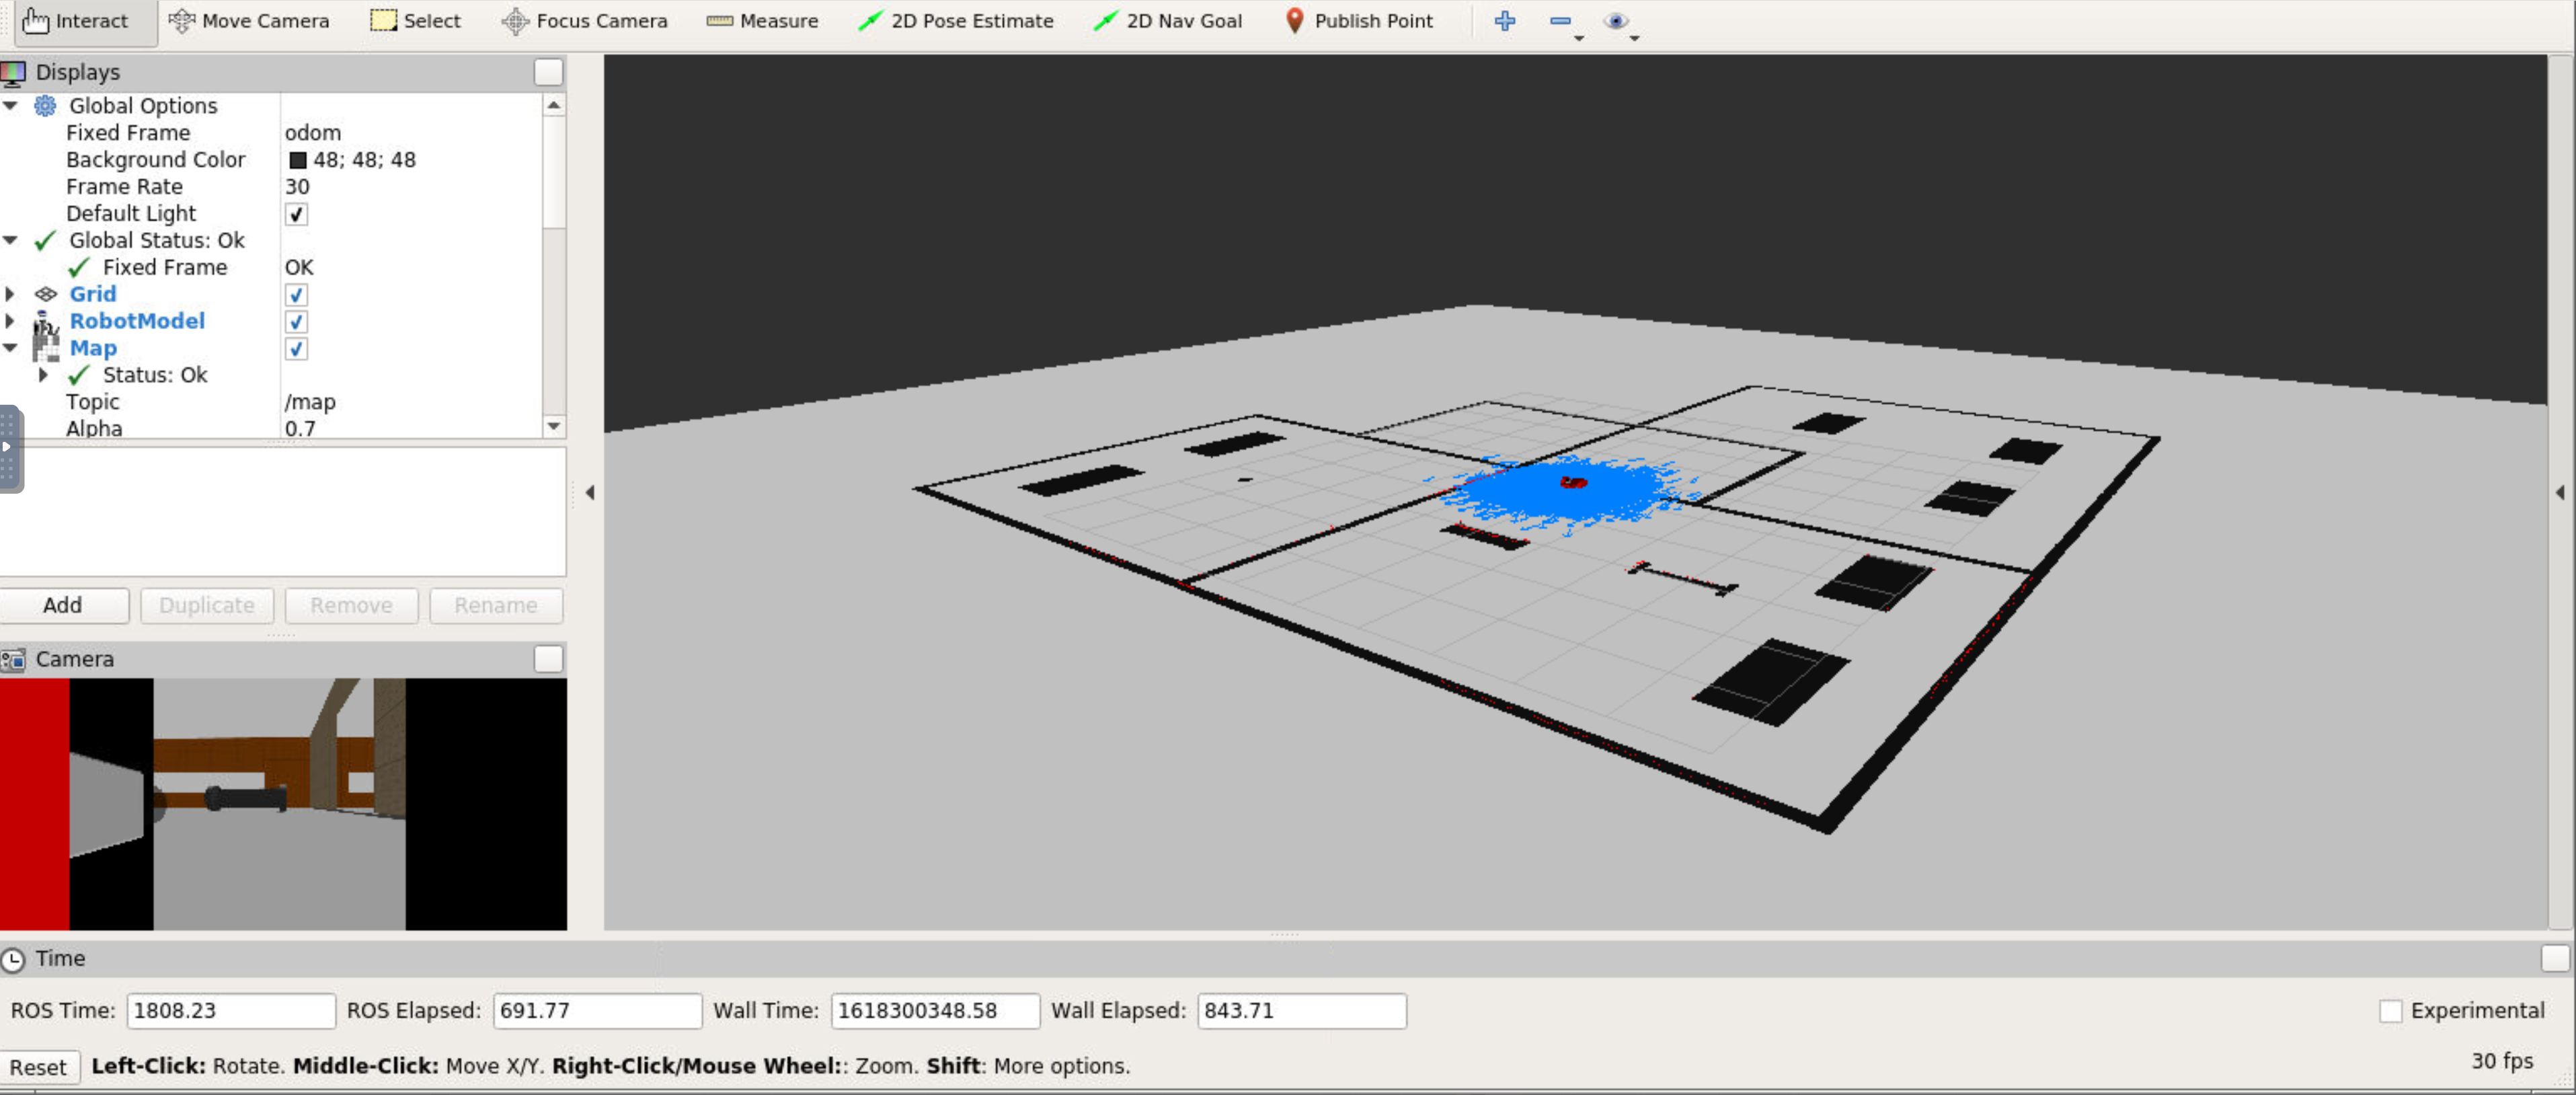 Interact Move Camera Select Focus Camera Measure 2D Pose Estimate 2D Nav Goal Publish Point
Displays
Global Options
Fixed Frame odom
Background Color 48; 48; 48
Frame Rate 30
Default Light
Global Status: Ok
Fixed Frame OK
Grid
RobotModel
Map
Status: Ok
Topic /map
Alpha 0.7
Add Duplicate Remove Rename
Camera
Time
ROS Time: 1808.23 ROS Elapsed: 691.77 Wall Time: 1618300348.58 Wall Elapsed: 843.71 Experimental
Reset Left-Click: Rotate. Middle-Click: Move X/Y. Right-Click/Mouse Wheel:: Zoom. Shift: More options. 30 fps